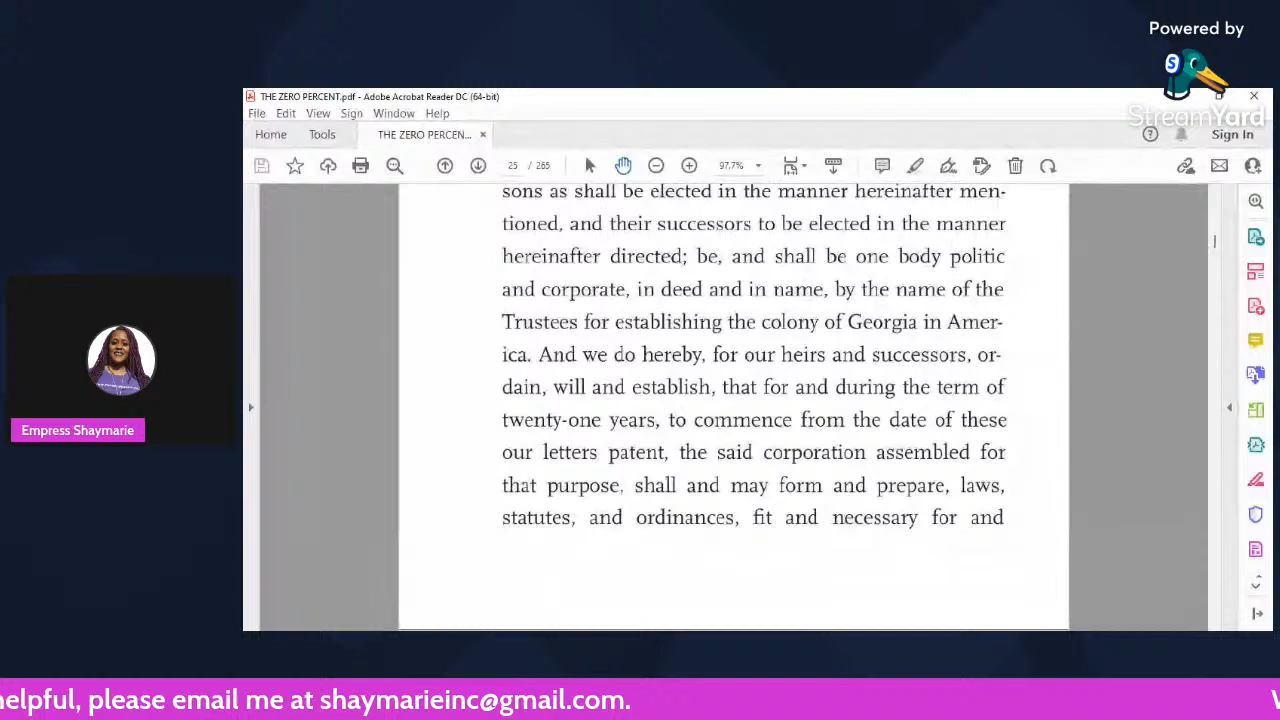 Powered by
StreamYard
THE ZERO PERCENT.pdf - Adobe Acrobat Reader DC (64-bit)
File Edit View Sign Window Help
Home Tools THE ZERO PERCEN... × Sign In
25 / 265 97.7%
sons as shall be elected in the manner hereinafter men-
tioned, and their successors to be elected in the manner
hereinafter directed; be, and shall be one body politic
and corporate, in deed and in name, by the name of the
Trustees for establishing the colony of Georgia in Amer-
ica. And we do hereby, for our heirs and successors, or-
dain, will and establish, that for and during the term of
twenty-one years, to commence from the date of these
our letters patent, the said corporation assembled for
that purpose, shall and may form and prepare, laws,
statutes, and ordinances, fit and necessary for and
Empress Shaymarie
helpful, please email me at shaymarieinc@gmail.com.